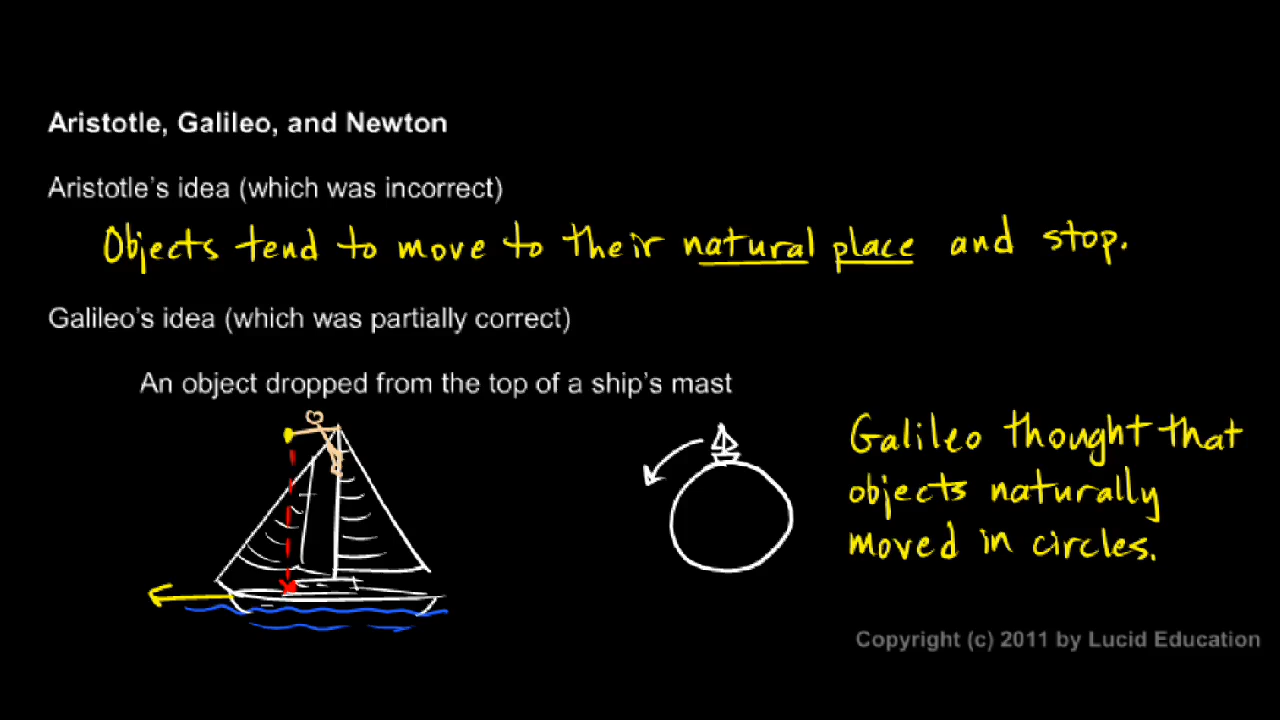 Aristotle, Galileo, and Newton
Aristotle's idea (which was incorrect)
Objects tend to move to their natural place and stop.
Galileo's idea (which was partially correct)
An object dropped from the top of a ship's mast
Galileo thought that
objects naturally
moved in circles.
Copyright (c) 2011 by Lucid Education